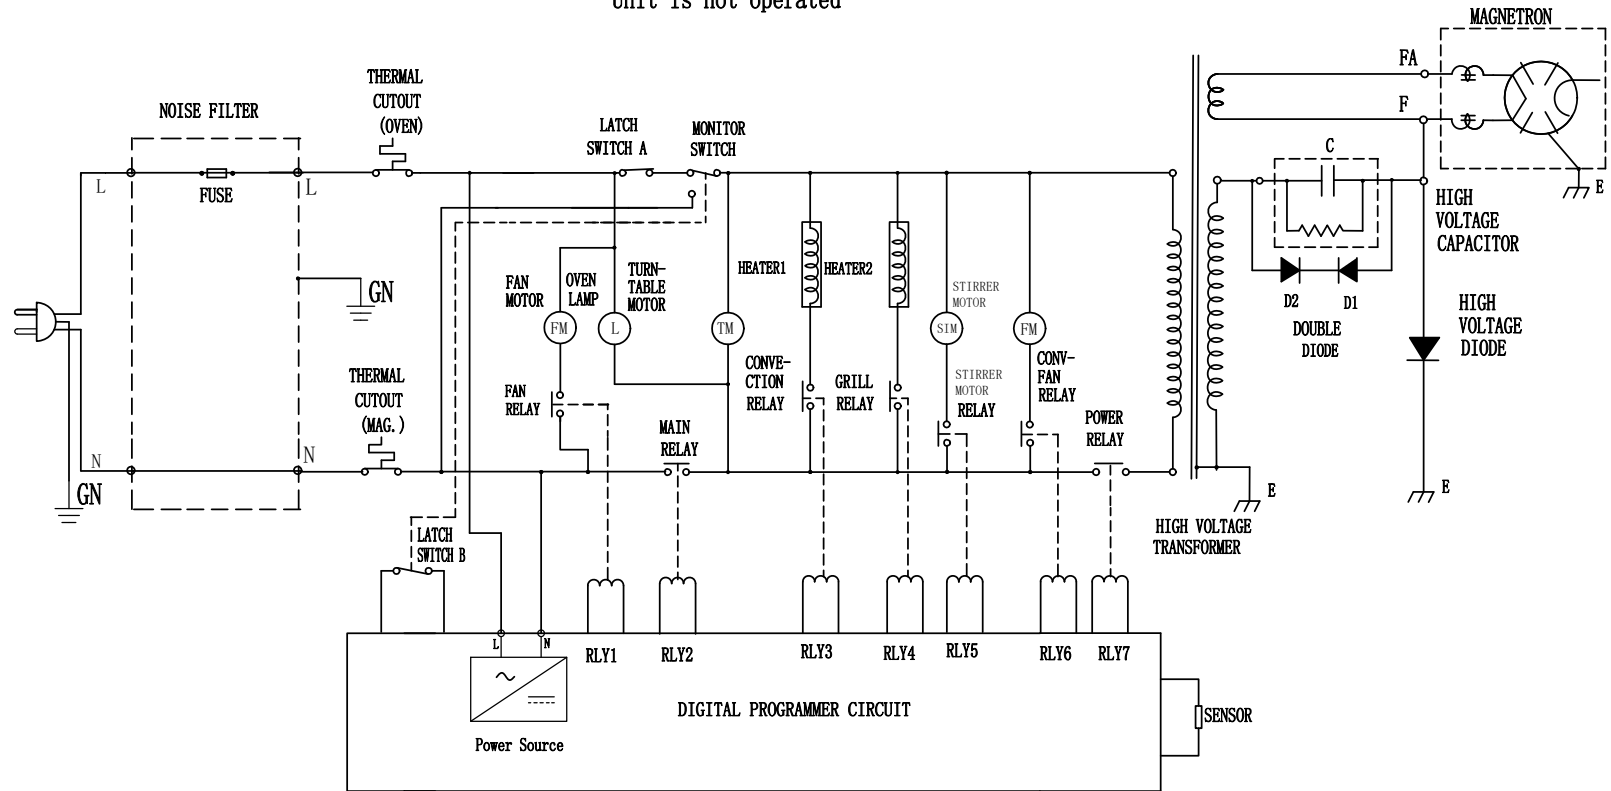 Unit is not operated
MAGNETRON
FA
THERMAL
CUTOUT
(OVEN)
NOISE FILTER
F
LATCH
SWITCH A
MONITOR
SWITCH
C
L
FUSE
L
E
HIGH
VOLTAGE
CAPACITOR
GN
FAN
MOTOR
OVEN
LAMP
TURN-
TABLE
MOTOR
HEATER1
HEATER2
STIRRER
MOTOR
D2
D1
HIGH
VOLTAGE
DIODE
DOUBLE
DIODE
FM
L
TM
SIM
FM
THERMAL
CUTOUT
(MAG.)
FAN
RELAY
CONVE-
CTION
RELAY
GRILL
RELAY
STIRRER
MOTOR
RELAY
CONV-
FAN
RELAY
MAIN
RELAY
POWER
RELAY
N
N
GN
E
E
LATCH
SWITCH B
HIGH VOLTAGE
TRANSFORMER
L
N
RLY1
RLY2
RLY3
RLY4
RLY5
RLY6
RLY7
DIGITAL PROGRAMMER CIRCUIT
SENSOR
Power Source